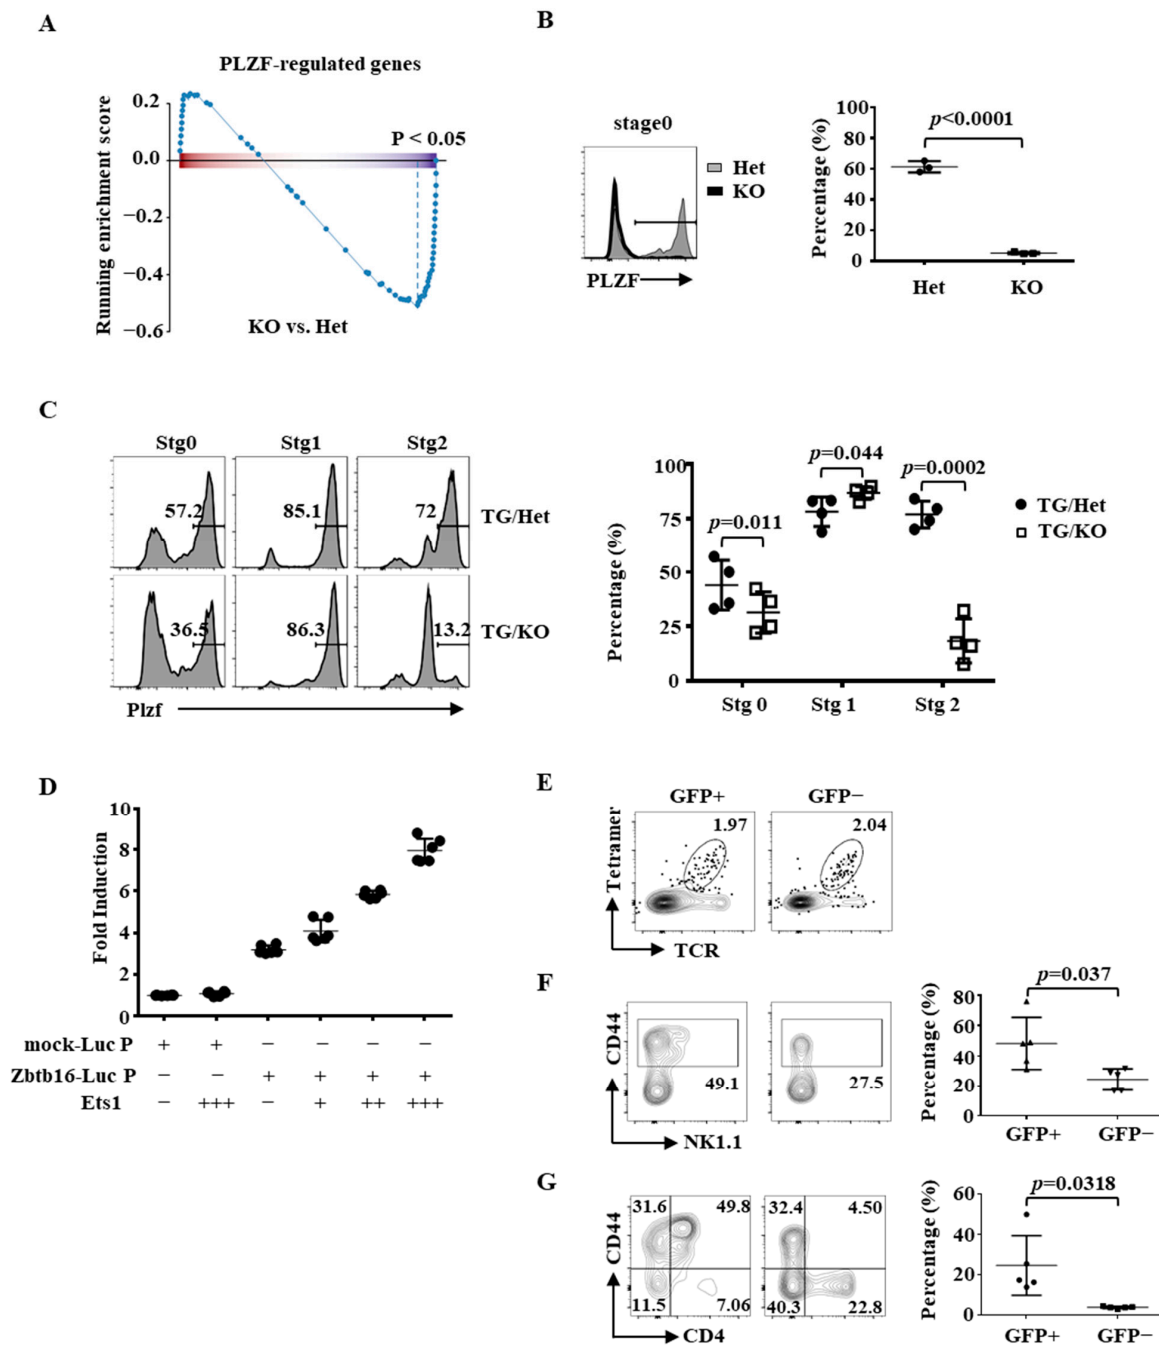 A
PLZF-regulated genes
Running enrichment score
0.2
0.0
−0.2
−0.4
−0.6
P < 0.05
KO vs. Het
B
stage0
Het
KO
PLZF
Percentage (%)
100
80
60
40
20
0
p<0.0001
Het KO
C
Stg0 Stg1 Stg2
57.2 85.1 72 TG/Het
36.5 86.3 13.2 TG/KO
Plzf
Percentage (%)
100
75
50
25
0
p=0.011
p=0.044
p=0.0002
TG/Het
TG/KO
Stg 0 Stg 1 Stg 2
D
Fold Induction
10
8
6
4
2
0
mock-Luc P + + − − − −
Zbtb16-Luc P − − + + + +
Ets1 − +++ − + ++ +++
E
GFP+ GFP−
Tetramer
1.97 2.04
TCR
F
CD44
49.1 27.5
NK1.1
Percentage (%)
80
60
40
20
0
p=0.037
GFP+ GFP−
G
CD44
31.6 49.8 32.4 4.50
11.5 7.06 40.3 22.8
CD4
Percentage (%)
60
40
20
0
p=0.0318
GFP+ GFP−